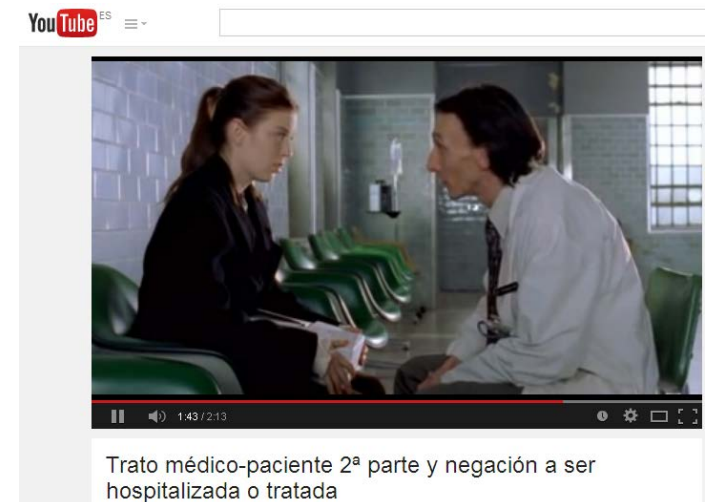 YouTube ES
1:43 / 2:13
Trato médico-paciente 2ª parte y negación a ser
hospitalizada o tratada